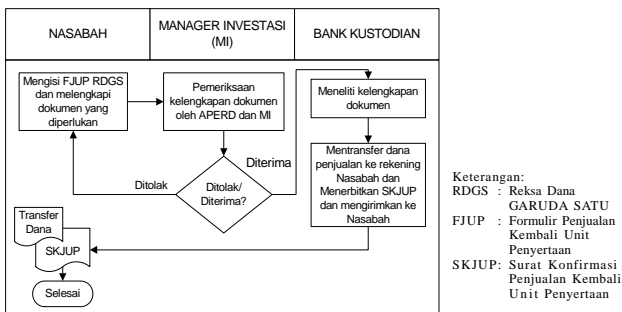 NASABAH
MANAGER INVESTASI
(MI)
BANK KUSTODIAN
Mengisi FJUP RDGS
dan melengkapi
dokumen yang
diperlukan
Pemeriksaan
kelengkapan dokumen
oleh APERD dan MI
Meneliti kelengkapan
dokumen
Diterima
Ditolak
Ditolak/
Diterima?
Mentransfer dana
penjualan ke rekening
Nasabah dan
Menerbitkan SKJUP
dan mengirimkan ke
Nasabah
Transfer
Dana
SKJUP
Selesai
Keterangan:
RDGS : Reksa Dana
GARUDA SATU
FJUP : Formulir Penjualan
Kembali Unit
Penyertaan
SKJUP: Surat Konfirmasi
Penjualan Kembali
Unit Penyertaan